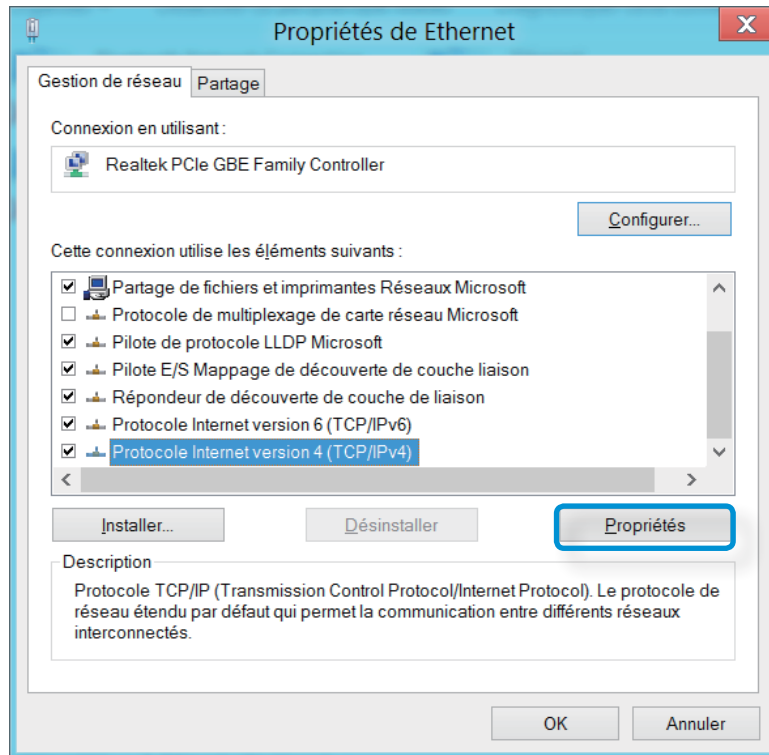 Propriétés de Ethernet
X
Gestion de réseau
Partage
Connexion en utilisant :
Realtek PCIe GBE Family Controller
Configurer...
Cette connexion utilise les éléments suivants :
Partage de fichiers et imprimantes Réseaux Microsoft
Protocole de multiplexage de carte réseau Microsoft
Pilote de protocole LLDP Microsoft
Pilote E/S Mappage de découverte de couche liaison
Répondeur de découverte de couche de liaison
Protocole Internet version 6 (TCP/IPv6)
Protocole Internet version 4 (TCP/IPv4)
Installer...
Désinstaller
Propriétés
Description
Protocole TCP/IP (Transmission Control Protocol/Internet Protocol). Le protocole de
réseau étendu par défaut qui permet la communication entre différents réseaux
interconnectés.
OK
Annuler